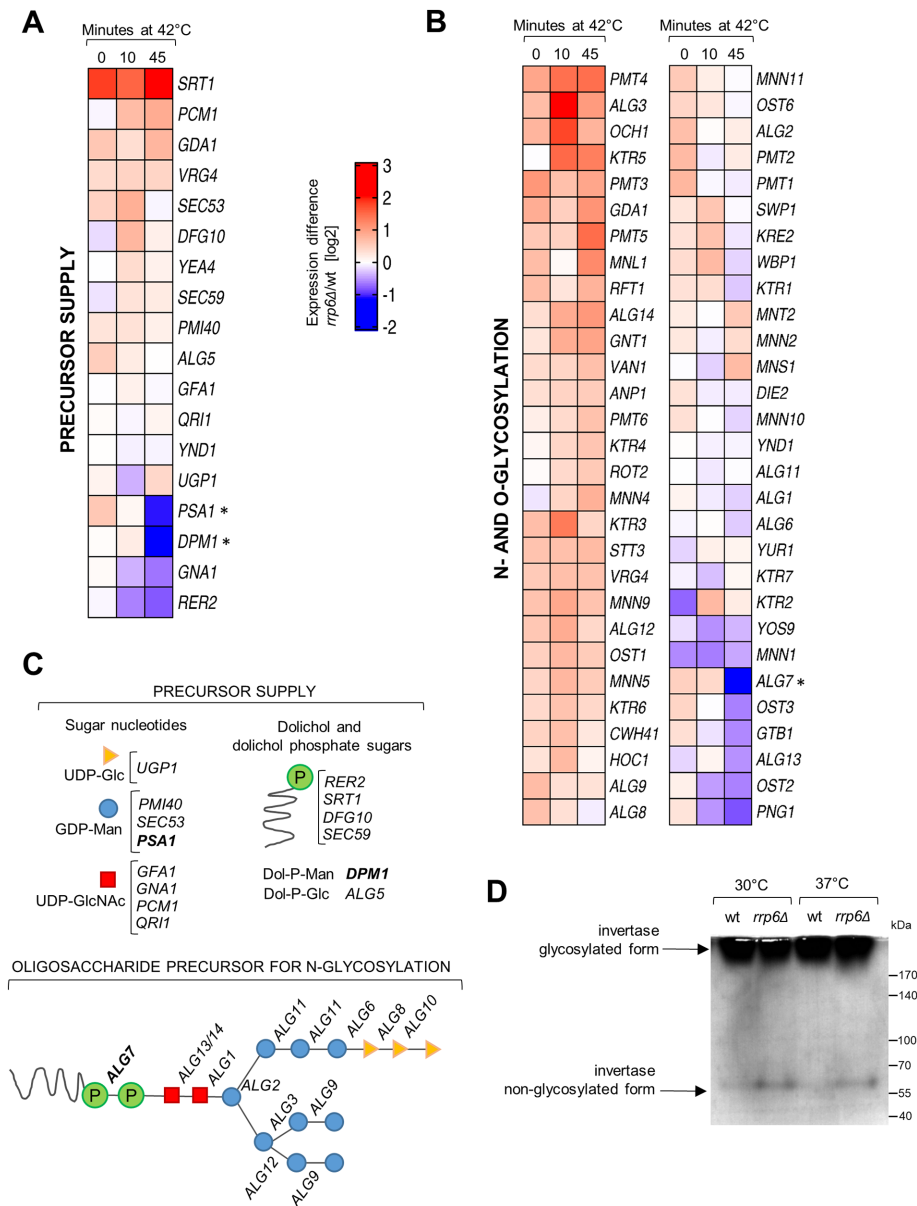 A
Minutes at 42°C
0 10 45
PRECURSOR SUPPLY
SRT1
PCM1
GDA1
VRG4
SEC53
DFG10
YEA4
SEC59
PMI40
ALG5
GFA1
QRI1
YND1
UGP1
PSA1 *
DPM1 *
GNA1
RER2
Expression difference
rrp6Δ/wt [log2]
3
2
1
0
-1
-2
B
Minutes at 42°C
0 10 45
N- AND O-GLYCOSYLATION
PMT4
ALG3
OCH1
KTR5
PMT3
GDA1
PMT5
MNL1
RFT1
ALG14
GNT1
VAN1
ANP1
PMT6
KTR4
ROT2
MNN4
KTR3
STT3
VRG4
MNN9
ALG12
OST1
MNN5
KTR6
CWH41
HOC1
ALG9
ALG8
Minutes at 42°C
0 10 45
MNN11
OST6
ALG2
PMT2
PMT1
SWP1
KRE2
WBP1
KTR1
MNT2
MNN2
MNS1
DIE2
MNN10
YND1
ALG11
ALG1
ALG6
YUR1
KTR7
KTR2
YOS9
MNN1
ALG7 *
OST3
GTB1
ALG13
OST2
PNG1
C
PRECURSOR SUPPLY
Sugar nucleotides
UDP-Glc
UGP1
GDP-Man
PMI40
SEC53
PSA1
UDP-GlcNAc
GFA1
GNA1
PCM1
QRI1
Dolichol and
dolichol phosphate sugars
P
RER2
SRT1
DFG10
SEC59
Dol-P-Man DPM1
Dol-P-Glc ALG5
OLIGOSACCHARIDE PRECURSOR FOR N-GLYCOSYLATION
P P
ALG7
ALG13/14
ALG1
ALG2
ALG11
ALG11
ALG6
ALG8
ALG10
ALG3
ALG9
ALG12
ALG9
D
30°C 37°C
wt rrp6Δ wt rrp6Δ
kDa
invertase
glycosylated form
invertase
non-glycosylated form
170
140
100
70
55
40